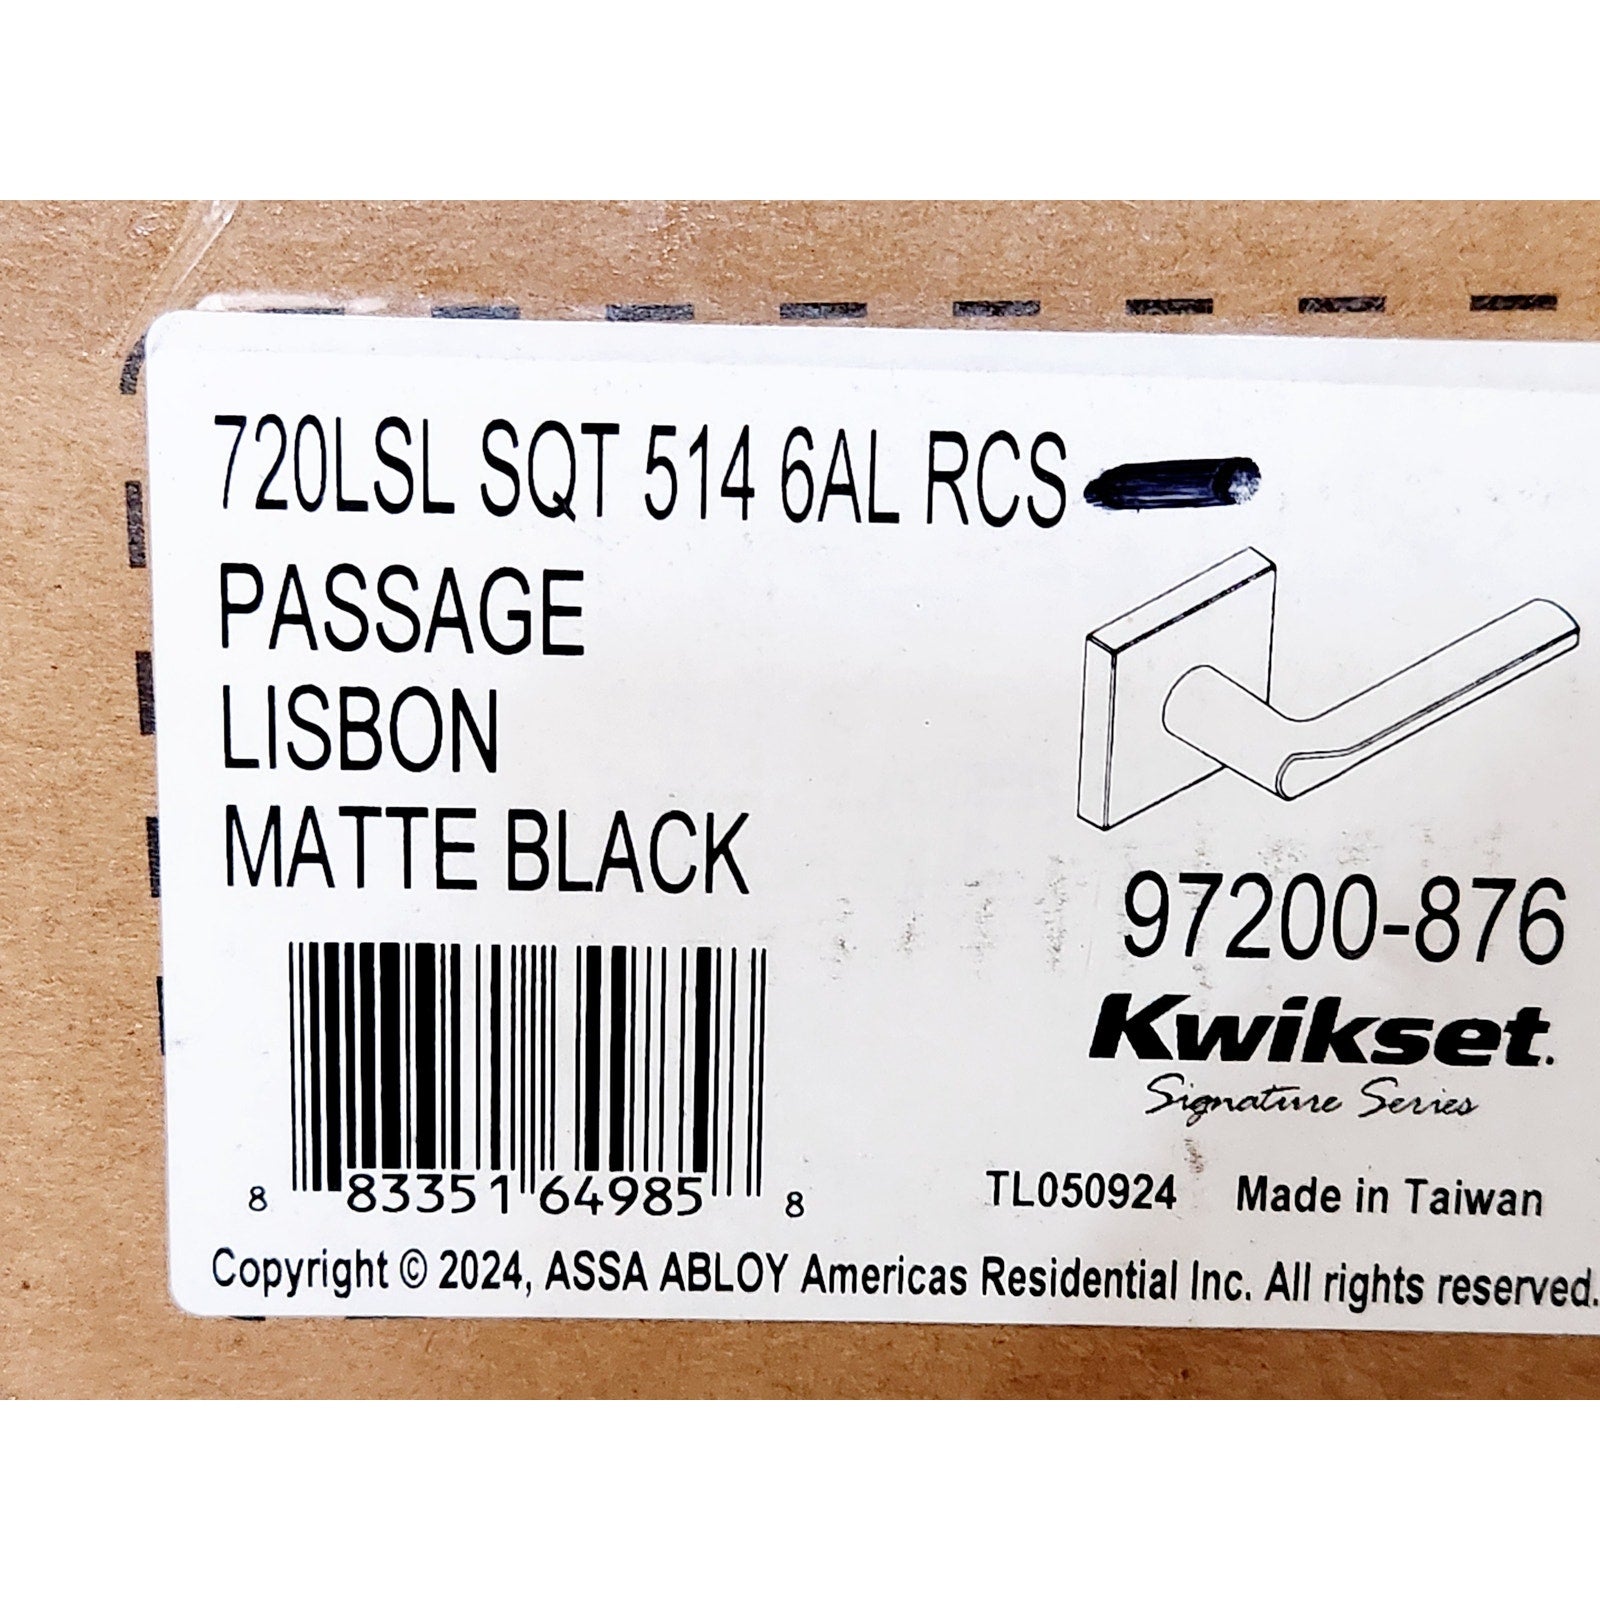 720LSL SQT 514 6AL RCS
PASSAGE
LISBON
MATTE BLACK
97200-876
Kwikset.
Signature Series
8 83351 64985 8
TL050924 Made in Taiwan
Copyright © 2024, ASSA ABLOY Americas Residential Inc. All rights reserved.